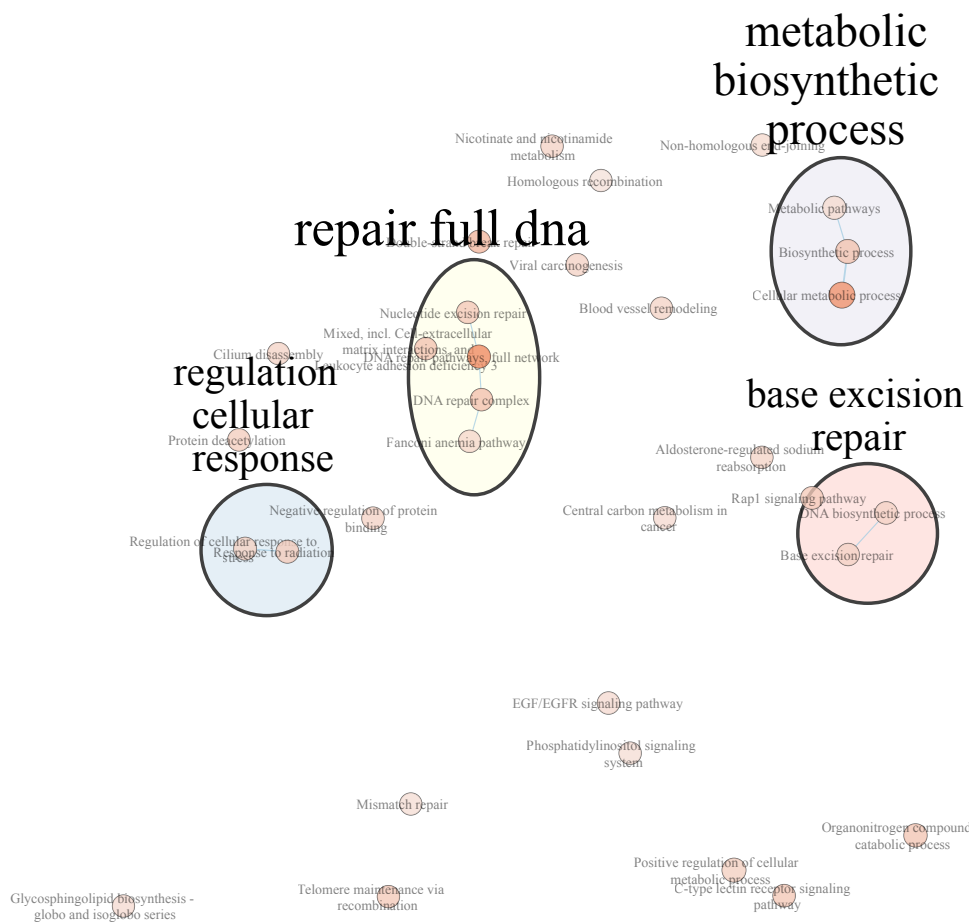 metabolic
biosynthetic
process
Nicotinate and nicotinamide
metabolism
Non-homologous end-joining
Homologous recombination
Metabolic pathways
repair full dna
Double-strand break repair
Biosynthetic process
Viral carcinogenesis
Cellular metabolic process
Blood vessel remodeling
Nucleotide excision repair
Mixed, incl. Cell-extracellular
matrix interactions, and
Leukocyte adhesion deficiency 3
Cilium disassembly
DNA repair pathways, full network
regulation
cellular
response
DNA repair complex
base excision
repair
Protein deacetylation
Fanconi anemia pathway
Aldosterone-regulated sodium
reabsorption
Rap1 signaling pathway
DNA biosynthetic process
Negative regulation of protein
binding
Central carbon metabolism in
cancer
Regulation of cellular response to
stress
Response to radiation
Base excision repair
EGF/EGFR signaling pathway
Phosphatidylinositol signaling
system
Mismatch repair
Organonitrogen compound
catabolic process
Positive regulation of cellular
metabolic process
C-type lectin receptor signaling
pathway
Telomere maintenance via
recombination
Glycosphingolipid biosynthesis -
globo and isoglobo series